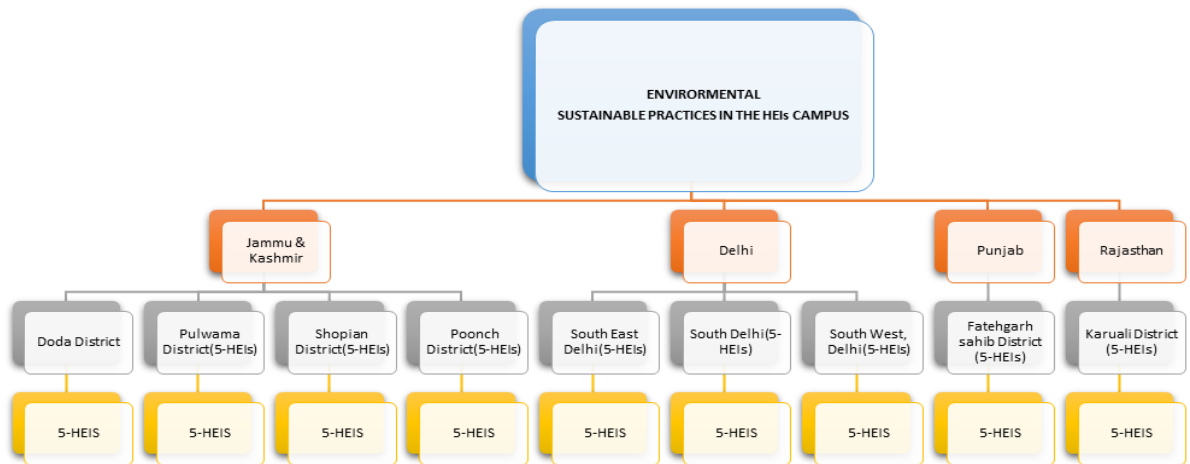 ENVIRORMENTAL
SUSTAINABLE PRACTICES IN THE HEIs CAMPUS
Jammu &
Kashmir
Delhi
Punjab
Rajasthan
Doda District
Pulwama
District(5-HEIs)
Shopian
District(5-HEIs)
Poonch
District(5-HEIs)
South East
Delhi(5-HEIs)
South Delhi(5-
HEIs)
South West,
Delhi(5-HEIs)
Fatehgarh
sahib District
(5-HEIs)
Karuali District
(5-HEIs)
5-HEIS
5-HEIS
5-HEIS
5-HEIS
5-HEIS
5-HEIS
5-HEIS
5-HEIS
5-HEIS